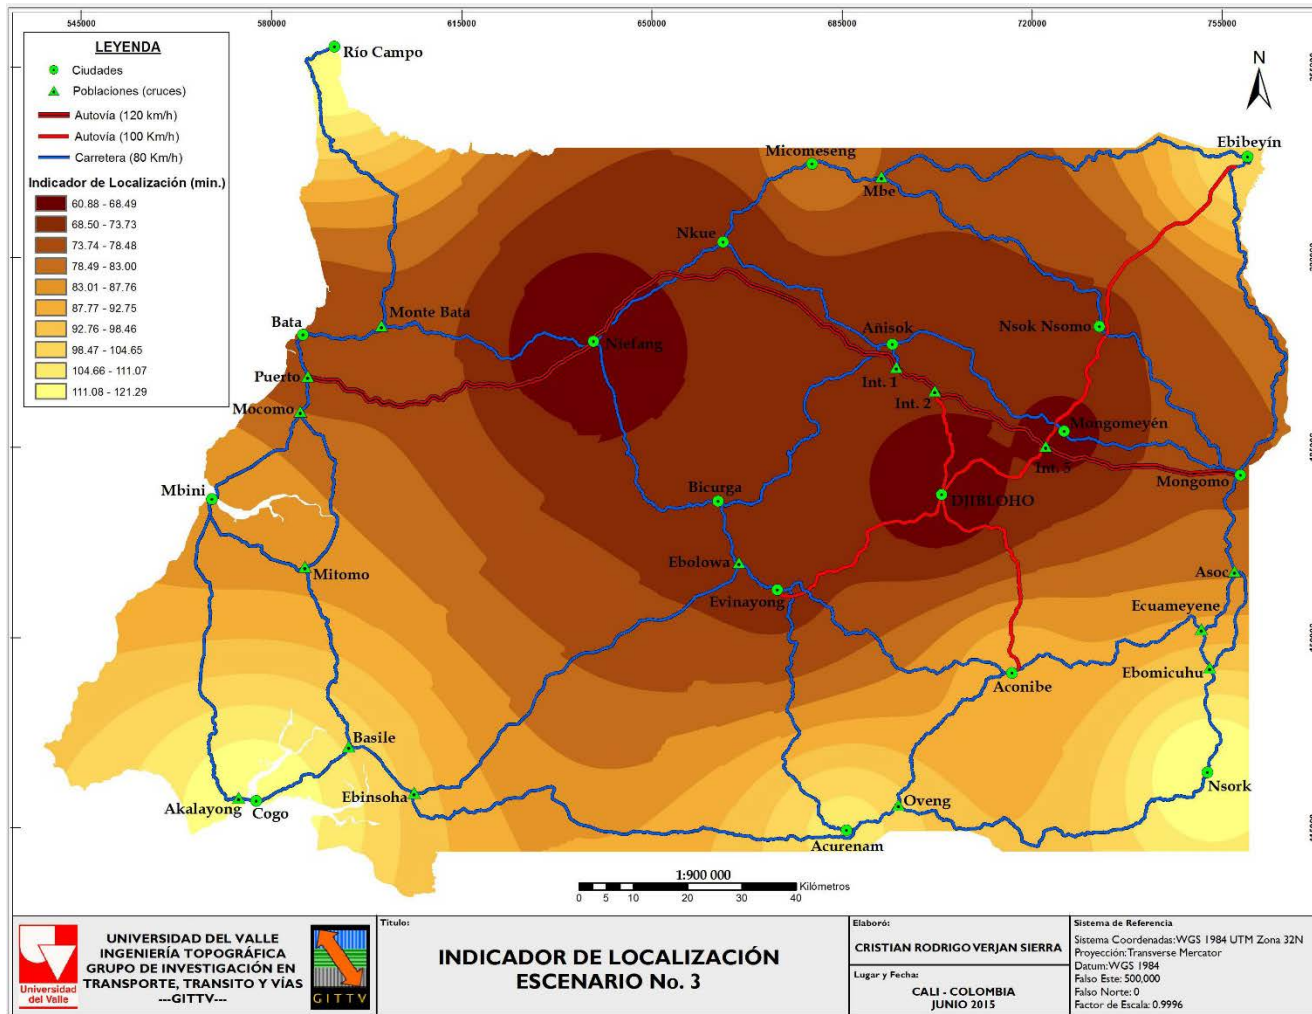 545000 580000 615000 650000 685000 720000 755000
LEYENDA
Ciudades
Poblaciones (cruces)
Autovía (120 km/h)
Autovía (100 Km/h)
Carretera (80 Km/h)
Indicador de Localización (min.)
60.88 - 68.49
68.50 - 73.73
73.74 - 78.48
78.49 - 83.00
83.01 - 87.76
87.77 - 92.75
92.76 - 98.46
98.47 - 104.65
104.66 - 111.07
111.08 - 121.29
N
Río Campo
Ebibeyín
Micomeseng
Mbe
Nkue
Nsok Nsomo
Monte Bata
Bata
Niefang
Añisok
Puerto
Int. 1
Mocomo
Int. 2
Mongomeyén
Int. 3
Mongomo
Mbini
Bicurga
DJIBLOHO
Ebolowa
Mitomo
Asoc
Evinayong
Ecuameyene
Aconibe
Ebomicuhu
Basile
Nsork
Akalayong
Cogo
Ebinsoha
Oveng
Acurenam
1:900 000
Kilómetros
0 5 10 20 30 40
Universidad
del Valle
UNIVERSIDAD DEL VALLE
INGENIERÍA TOPOGRÁFICA
GRUPO DE INVESTIGACIÓN EN
TRANSPORTE, TRANSITO Y VÍAS
---GITTV---
GITTV
Titulo:
INDICADOR DE LOCALIZACIÓN
ESCENARIO No. 3
Elaboró:
CRISTIAN RODRIGO VERJAN SIERRA
Lugar y Fecha:
CALI - COLOMBIA
JUNIO 2015
Sistema de Referencia
Sistema Coordenadas: WGS 1984 UTM Zona 32N
Proyección: Transverse Mercator
Datum: WGS 1984
Falso Este: 500,000
Falso Norte: 0
Factor de Escala: 0.9996